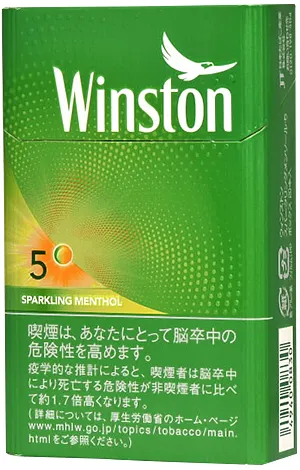 Winston
5
SPARKLING MENTHOL
喫煙は、あなたにとって脳卒中の
危険性を高めます。
疫学的な推計によると、喫煙者は脳卒中
により死亡する危険性が非喫煙者に比べ
て約1.7倍高くなります。
(詳細については、厚生労働省のホーム・ページ
www.mhlw.go.jp/topics/tobacco/main.
htmlをご参照ください。)